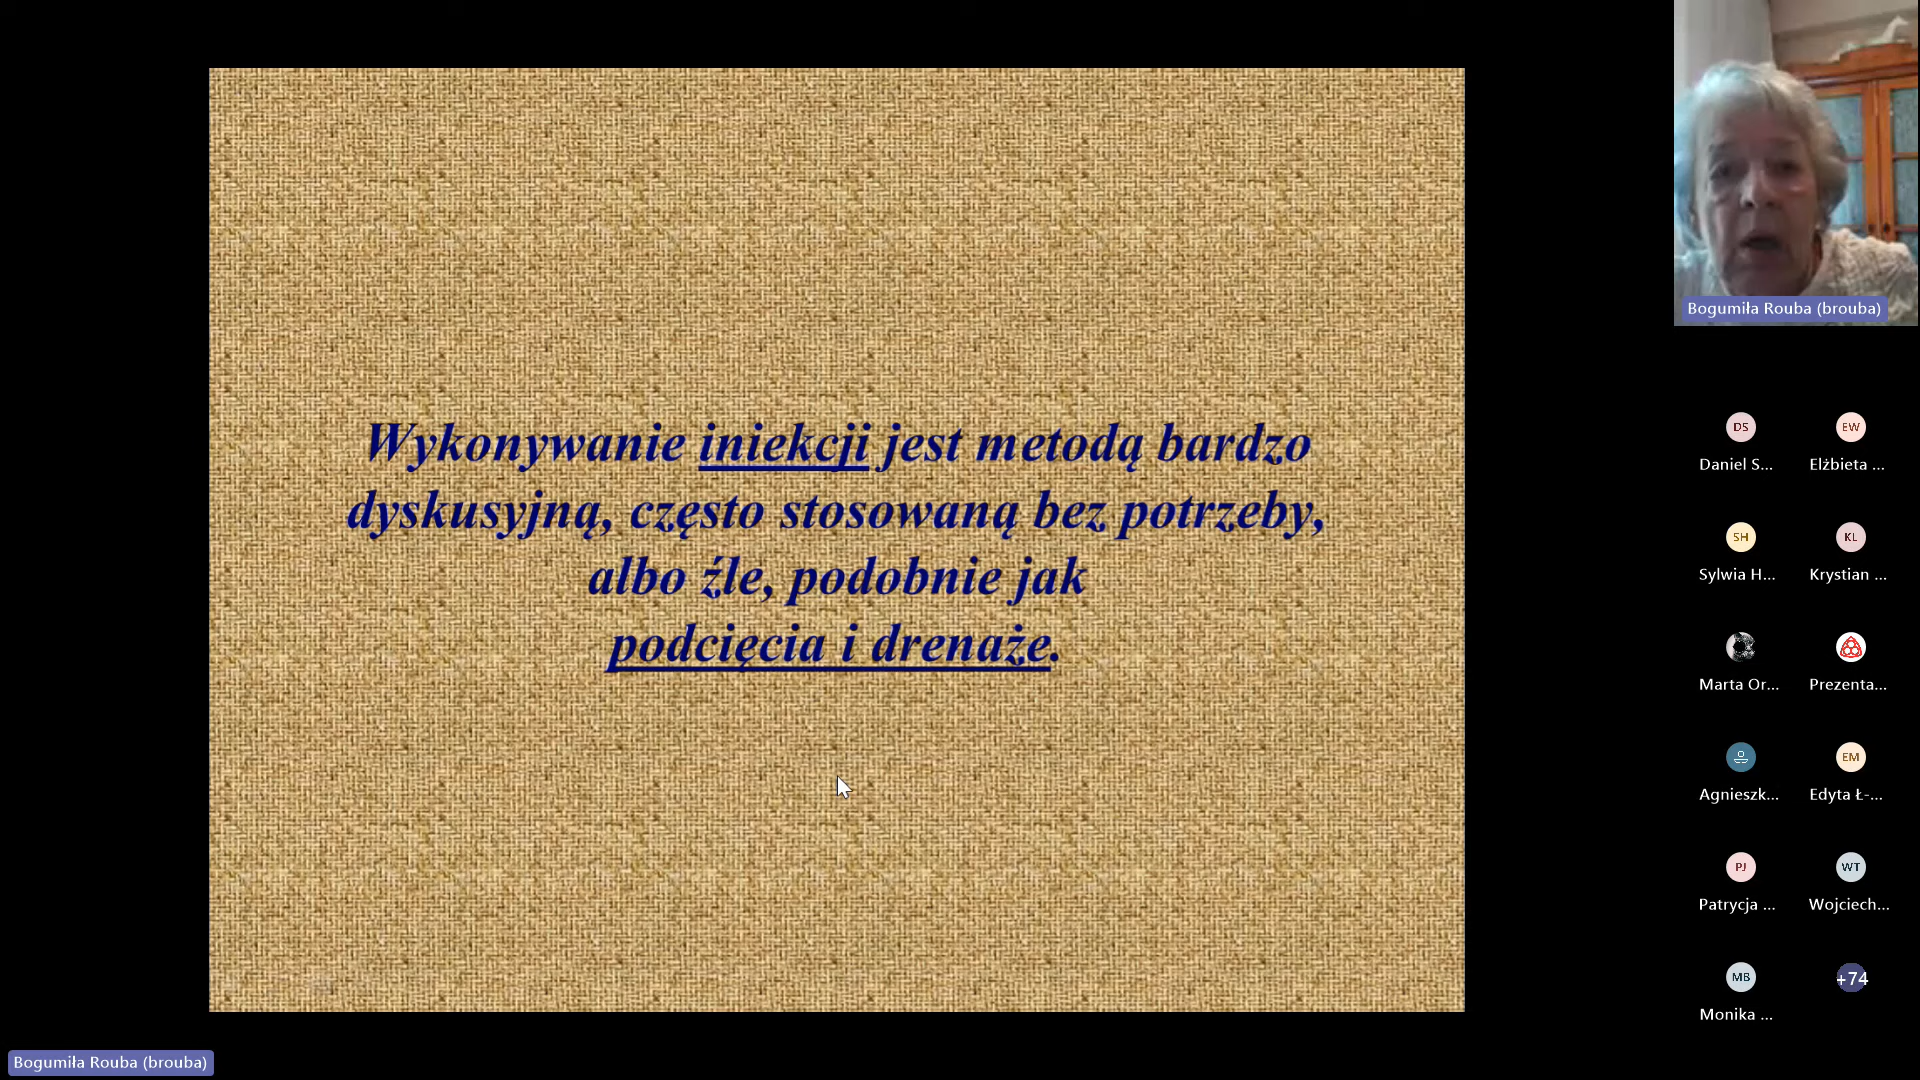 Wykonywanie iniekcji jest metodą bardzo
dyskusyjną, często stosowaną bez potrzeby,
albo źle, podobnie jak
podcięcia i drenaże.
Bogumiła Rouba (brouba)
DS
EW
Daniel S...
Elżbieta ...
SH
KL
Sylwia H...
Krystian ...
Marta Or...
Prezenta...
EM
Agnieszk...
Edyta Ł-...
PJ
WT
Patrycja ...
Wojciech...
MB
+74
Monika ...
Bogumiła Rouba (brouba)